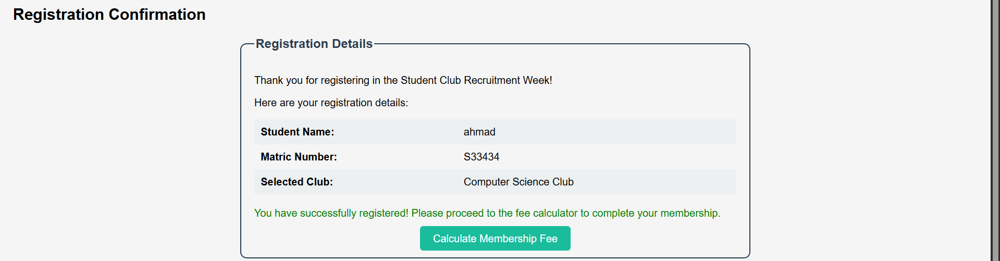 Registration Confirmation
Registration Details
Thank you for registering in the Student Club Recruitment Week!
Here are your registration details:
Student Name: ahmad
Matric Number: S33434
Selected Club: Computer Science Club
You have successfully registered! Please proceed to the fee calculator to complete your membership.
Calculate Membership Fee